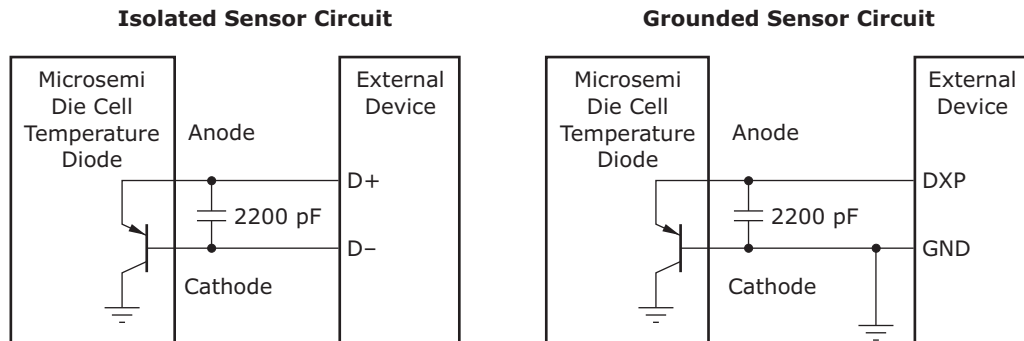 Isolated Sensor Circuit
Microsemi
Die Cell
Temperature
Diode
External
Device
Anode
D+
2200 pF
D–
Cathode
Grounded Sensor Circuit
Microsemi
Die Cell
Temperature
Diode
External
Device
Anode
DXP
2200 pF
GND
Cathode